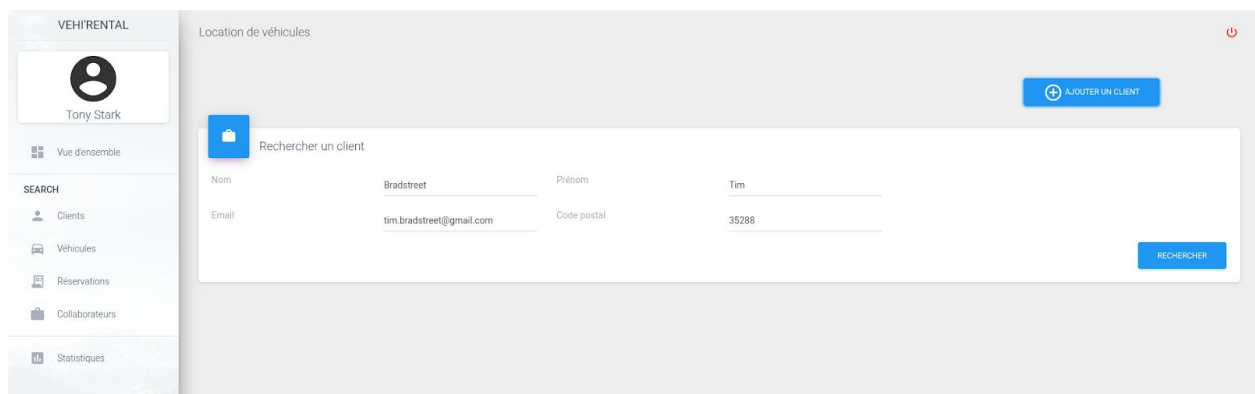 VEHI'RENTAL
Tony Stark
Vue d'ensemble
SEARCH
Clients
Véhicules
Réservations
Collaborateurs
Statistiques
Location de véhicules
AJOUTER UN CLIENT
Rechercher un client
Nom Bradstreet Prénom Tim
Email tim.bradstreet@gmail.com Code postal 35288
RECHERCHER